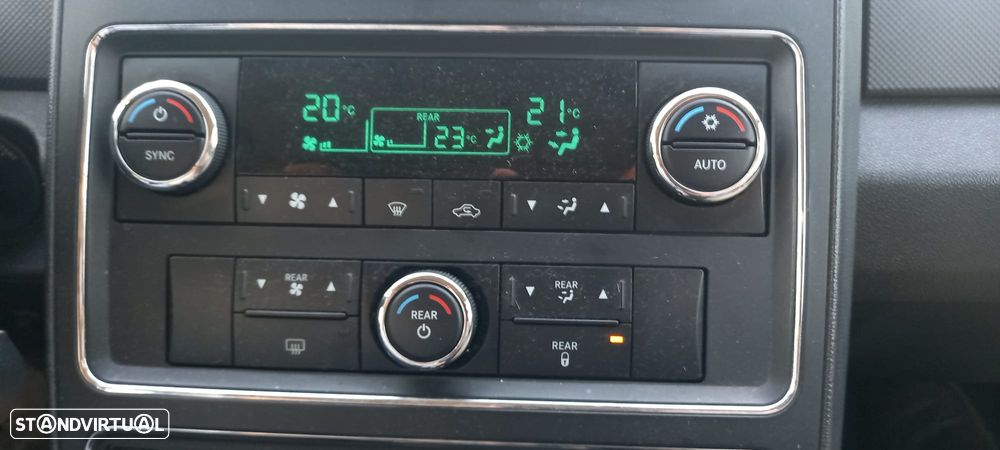 20°C
21°C
REAR
23°C
SYNC
AUTO
REAR
REAR
REAR
REAR
STANDVIRTUAL